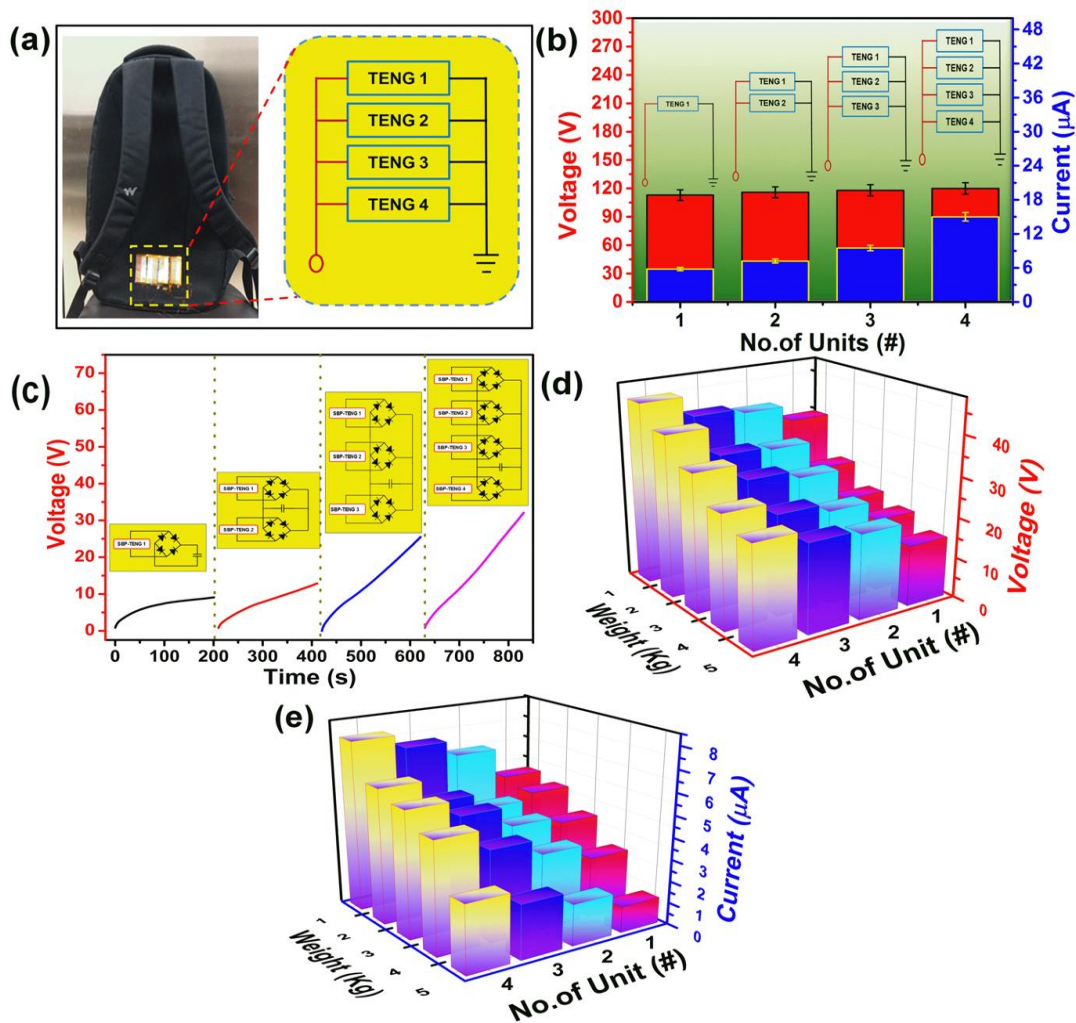 (a)
TENG 1
TENG 2
TENG 3
TENG 4
(b)
Voltage (V)
300
270
240
210
180
150
120
90
60
30
0
TENG 1
TENG 1
TENG 2
TENG 1
TENG 2
TENG 3
TENG 1
TENG 2
TENG 3
TENG 4
48
42
36
30
24
18
12
6
0
Current (µA)
1 2 3 4
No.of Units (#)
(c)
Voltage (V)
70
60
50
40
30
20
10
0
SBP-TENG 1
SBP-TENG 1
SBP-TENG 2
SBP-TENG 1
SBP-TENG 2
SBP-TENG 3
SBP-TENG 1
SBP-TENG 2
SBP-TENG 3
SBP-TENG 4
0 100 200 300 400 500 600 700 800
Time (s)
(d)
40
30
20
10
0
Voltage (V)
1 2 3 4 5
Weight (Kg)
4 3 2 1
No.of Unit (#)
(e)
8
7
6
5
4
3
2
1
0
Current (µA)
1 2 3 4 5
Weight (Kg)
4 3 2 1
No.of Unit (#)